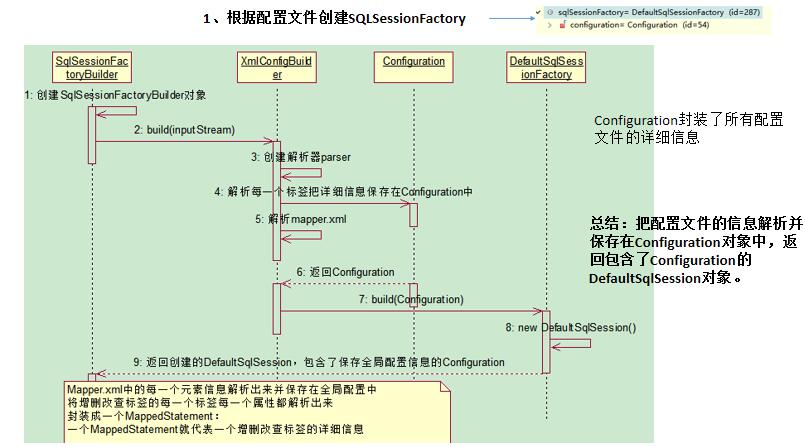 1、根据配置文件创建SQLSessionFactory
sqlSessionFactory= DefaultSqlSessionFactory (id=287)
configuration= Configuration (id=54)
SqlSessionFac
toryBuilder
XmlConfigBuild
er
Configuration
DefaultSqlSess
ionFactory
1: 创建SqlSessionFactoryBuilder对象
2: build(inputStream)
3: 创建解析器parser
4: 解析每一个标签把详细信息保存在Configuration中
5: 解析mapper.xml
6: 返回Configuration
7: build(Configuration)
8: new DefaultSqlSession()
9: 返回创建的DefaultSqlSession，包含了保存全局配置信息的Configuration
Configuration封装了所有配置
文件的详细信息
总结：把配置文件的信息解析并
保存在Configuration对象中，返
回包含了Configuration的
DefaultSqlSession对象。
Mapper.xml中的每一个元素信息解析出来并保存在全局配置中
将增删改查标签的每一个标签每一个属性都解析出来
封装成一个MappedStatement：
一个MappedStatement就代表一个增删改查标签的详细信息